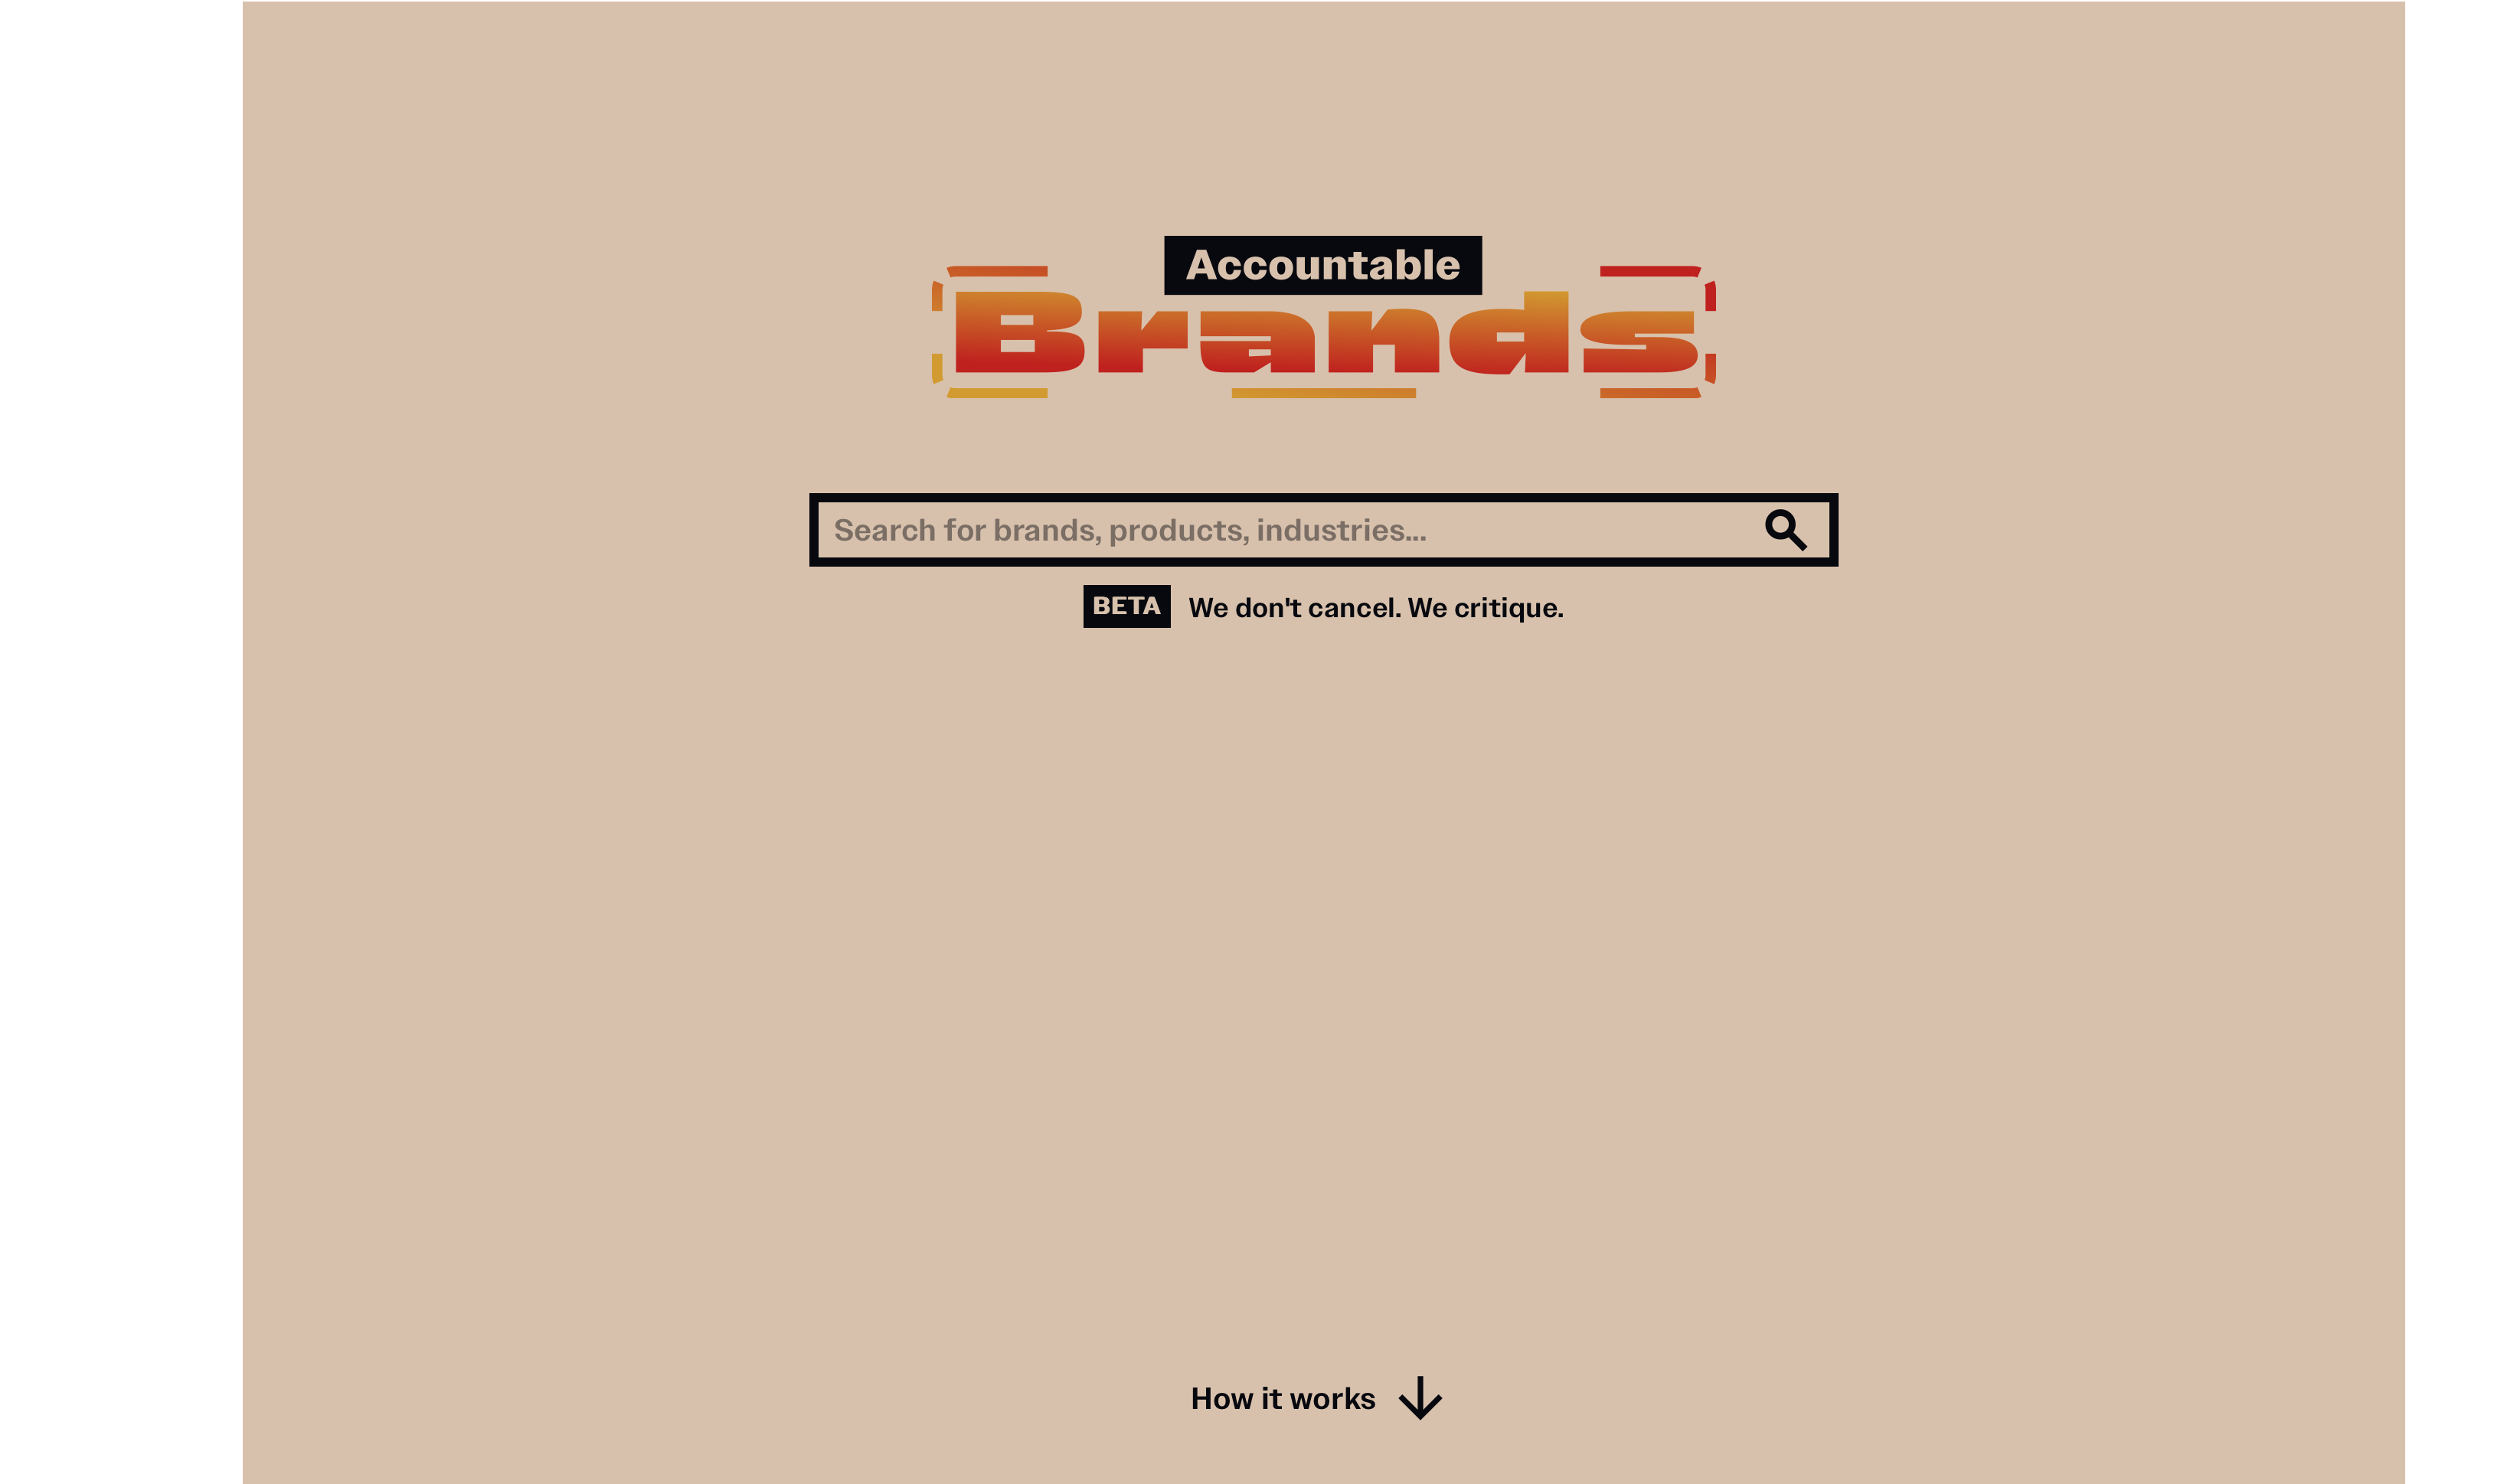 Accountable
Brands
Search for brands, products, industries...
BETA We don't cancel. We critique.
How it works